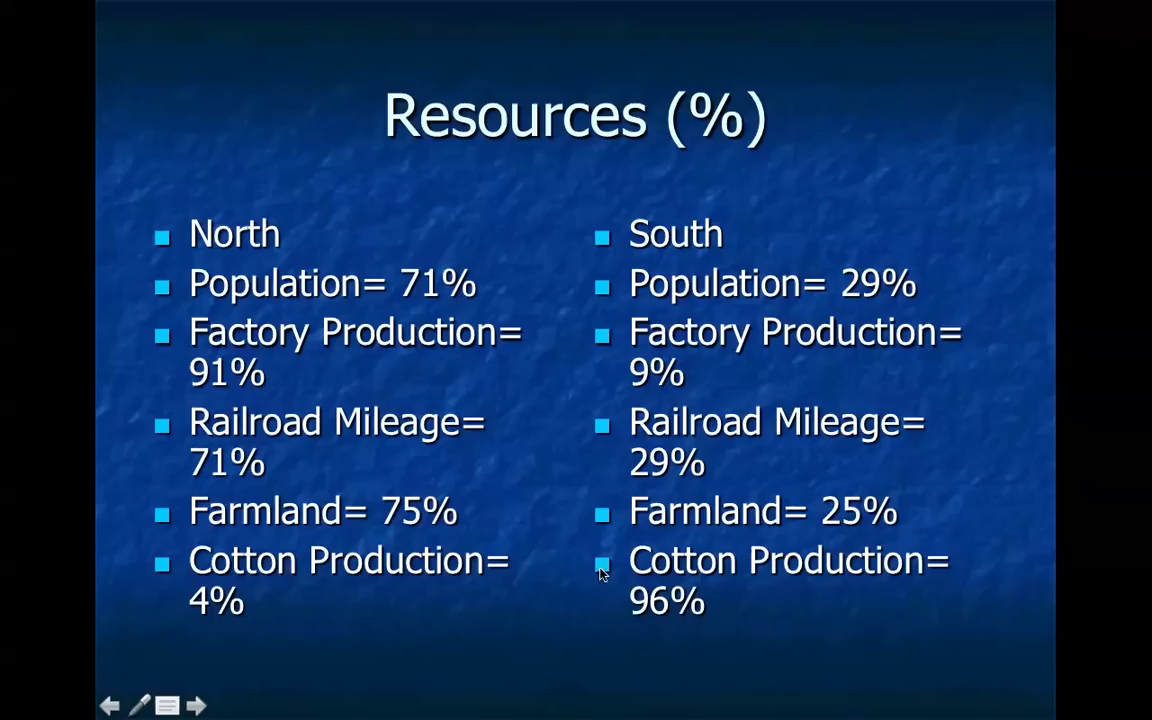 Resources (%)
North
Population= 71%
Factory Production=
91%
Railroad Mileage=
71%
Farmland= 75%
Cotton Production=
4%
South
Population= 29%
Factory Production=
9%
Railroad Mileage=
29%
Farmland= 25%
Cotton Production=
96%